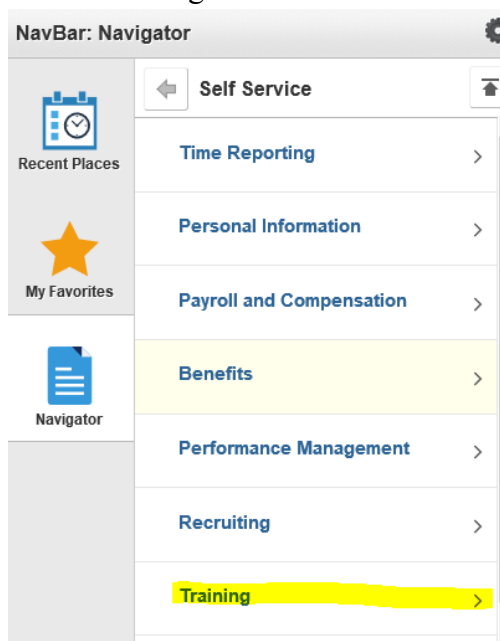 NavBar: Navigator
Self Service
Recent Places
My Favorites
Navigator
Time Reporting
Personal Information
Payroll and Compensation
Benefits
Performance Management
Recruiting
Training